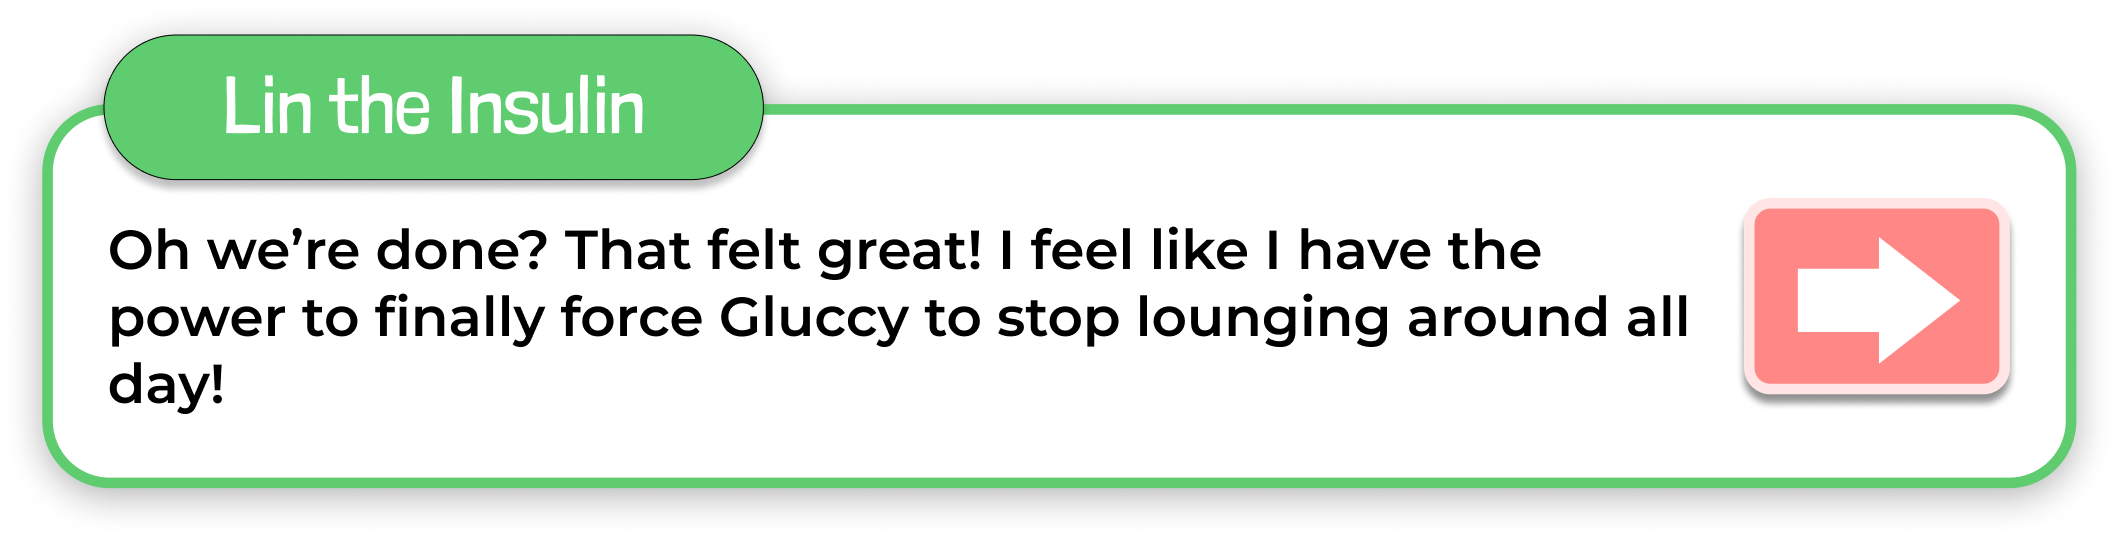 Lin the Insulin
Oh we’re done? That felt great! I feel like I have the
power to finally force Gluccy to stop lounging around all
day!